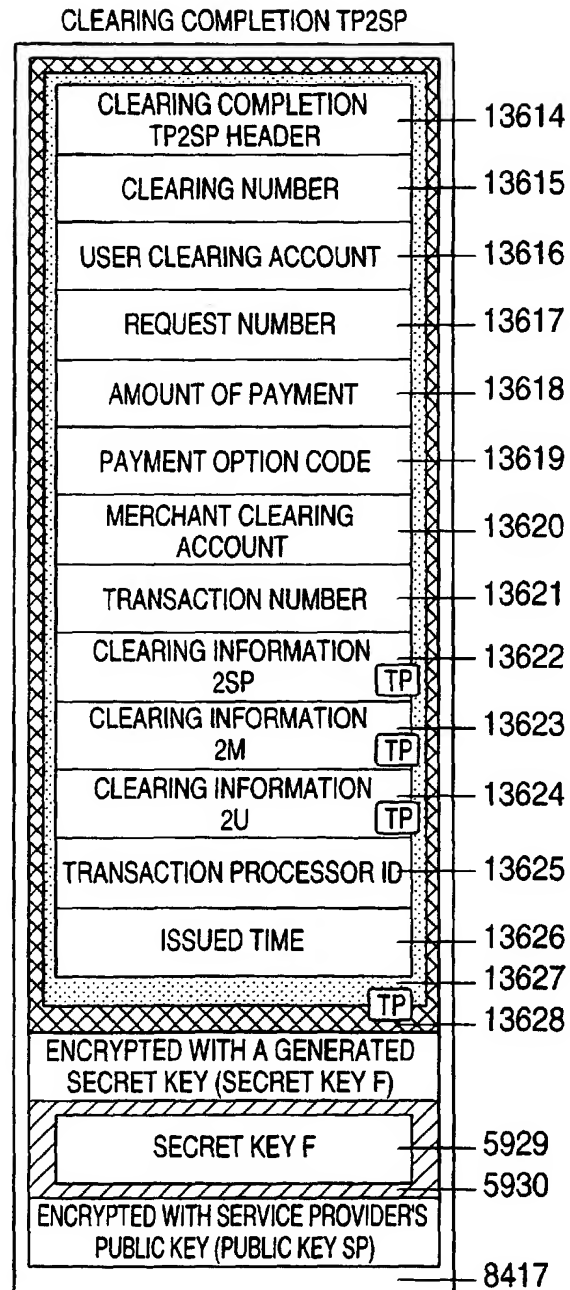 CLEARING COMPLETION TP2SP
CLEARING COMPLETION
TP2SP HEADER
13614
CLEARING NUMBER
13615
USER CLEARING ACCOUNT
13616
REQUEST NUMBER
13617
AMOUNT OF PAYMENT
13618
PAYMENT OPTION CODE
13619
MERCHANT CLEARING
ACCOUNT
13620
TRANSACTION NUMBER
13621
CLEARING INFORMATION
2SP
TP
13622
CLEARING INFORMATION
2M
TP
13623
CLEARING INFORMATION
2U
TP
13624
TRANSACTION PROCESSOR ID
13625
ISSUED TIME
13626
13627
TP
13628
ENCRYPTED WITH A GENERATED
SECRET KEY (SECRET KEY F)
SECRET KEY F
5929
5930
ENCRYPTED WITH SERVICE PROVIDER'S
PUBLIC KEY (PUBLIC KEY SP)
8417